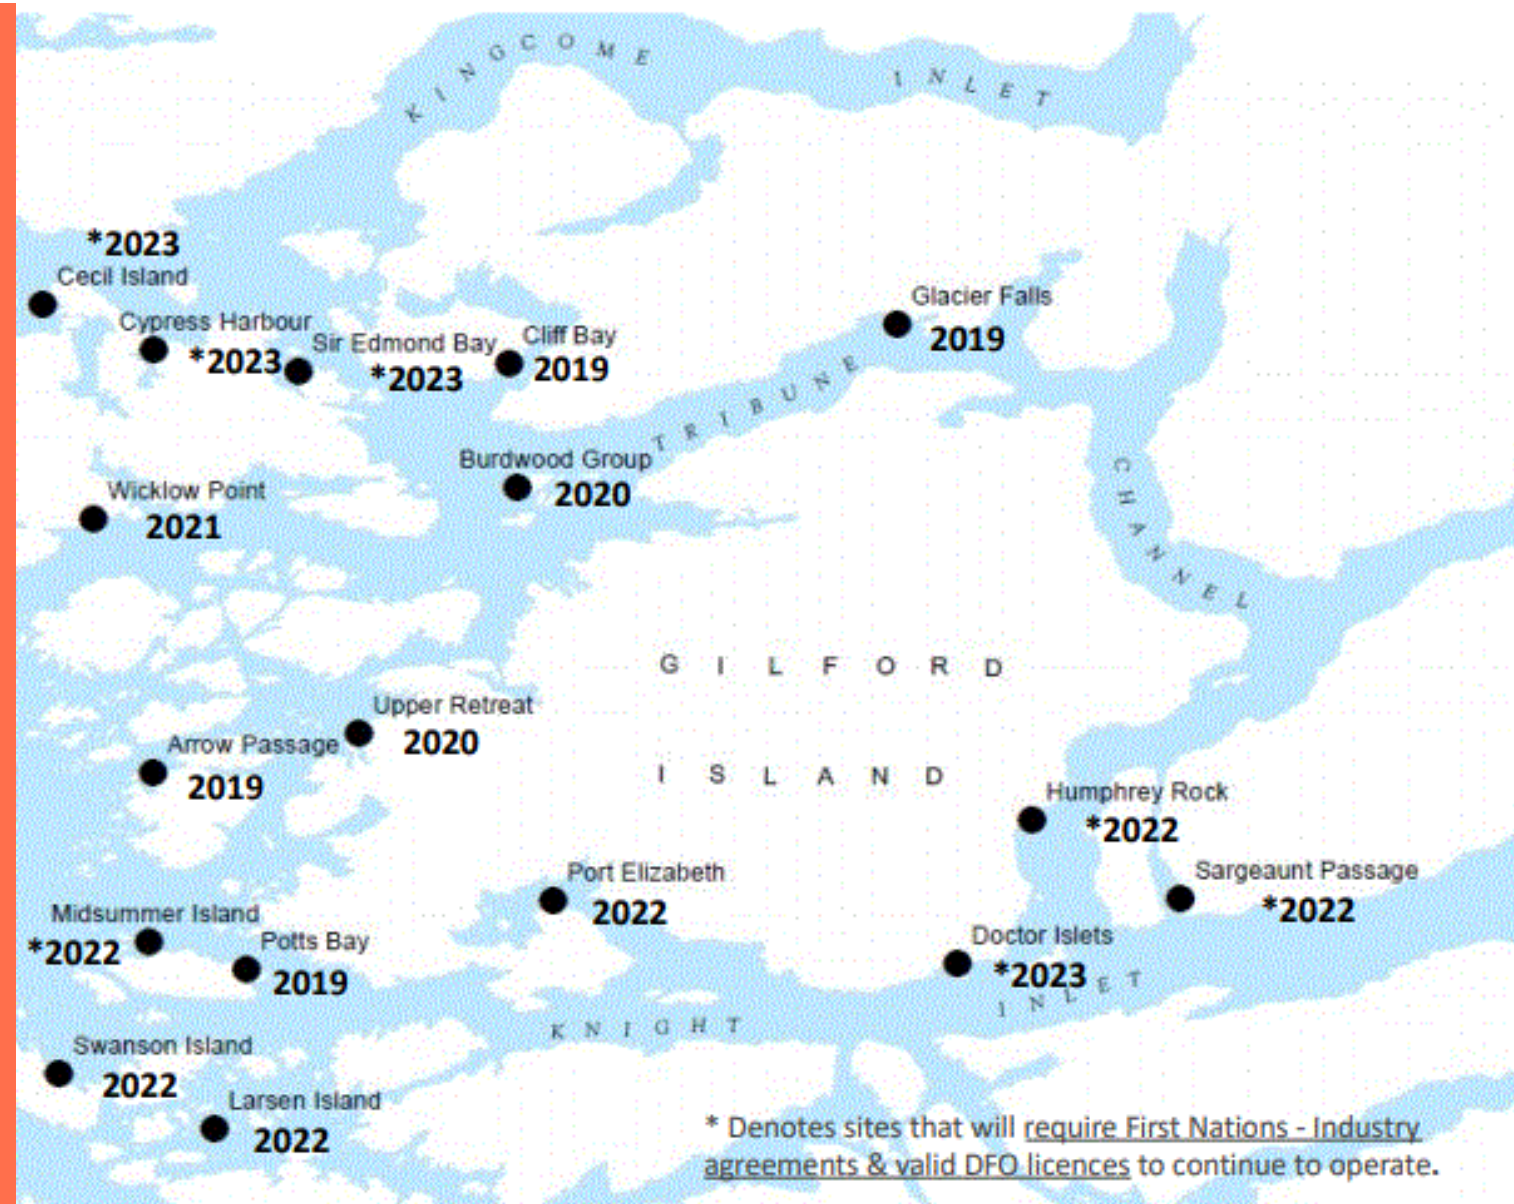 KINGCOME INLET
*2023
Cecil Island
Glacier Falls
2019
Cypress Harbour
*2023
Sir Edmond Bay
*2023
Cliff Bay
2019
TRIBUNE
CHANNEL
Burdwood Group
2020
Wicklow Point
2021
GILFORD
ISLAND
Upper Retreat
2020
Arrow Passage
2019
Humphrey Rock
*2022
Port Elizabeth
2022
Sargeaunt Passage
*2022
Midsummer Island
*2022
Potts Bay
2019
Doctor Islets
*2023
KNIGHT INLET
Swanson Island
2022
Larsen Island
2022
* Denotes sites that will require First Nations - Industry
agreements & valid DFO licences to continue to operate.